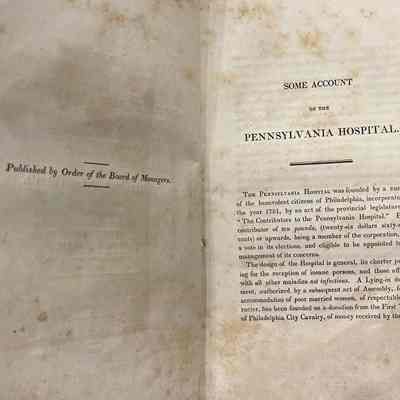 Published by Order of the Board of Managers.
SOME ACCOUNT
OF THE
PENNSYLVANIA HOSPITAL.
THE PENNSYLVANIA HOSPITAL was founded by a
of the benevolent citizens of Philadelphia,
the year 1751, by an act of the provincial legislature
"The Contributors to the Pennsylvania Hospital."
contributor of ten pounds, (twenty-six dollars
cents) or upwards, being a member of the corporation,
a vote in its elections, and eligible to be appointed
management of its concerns.
The design of the Hospital is general, its charter
ing for the reception of insane persons, and those
with all other maladies not infectious. A Lying-in
ment, authorized by a subsequent act of Assembly,
accommodation of poor married women, of respectable
racter, has been founded on a donation from the First
of Philadelphia City Cavalry, of money received by